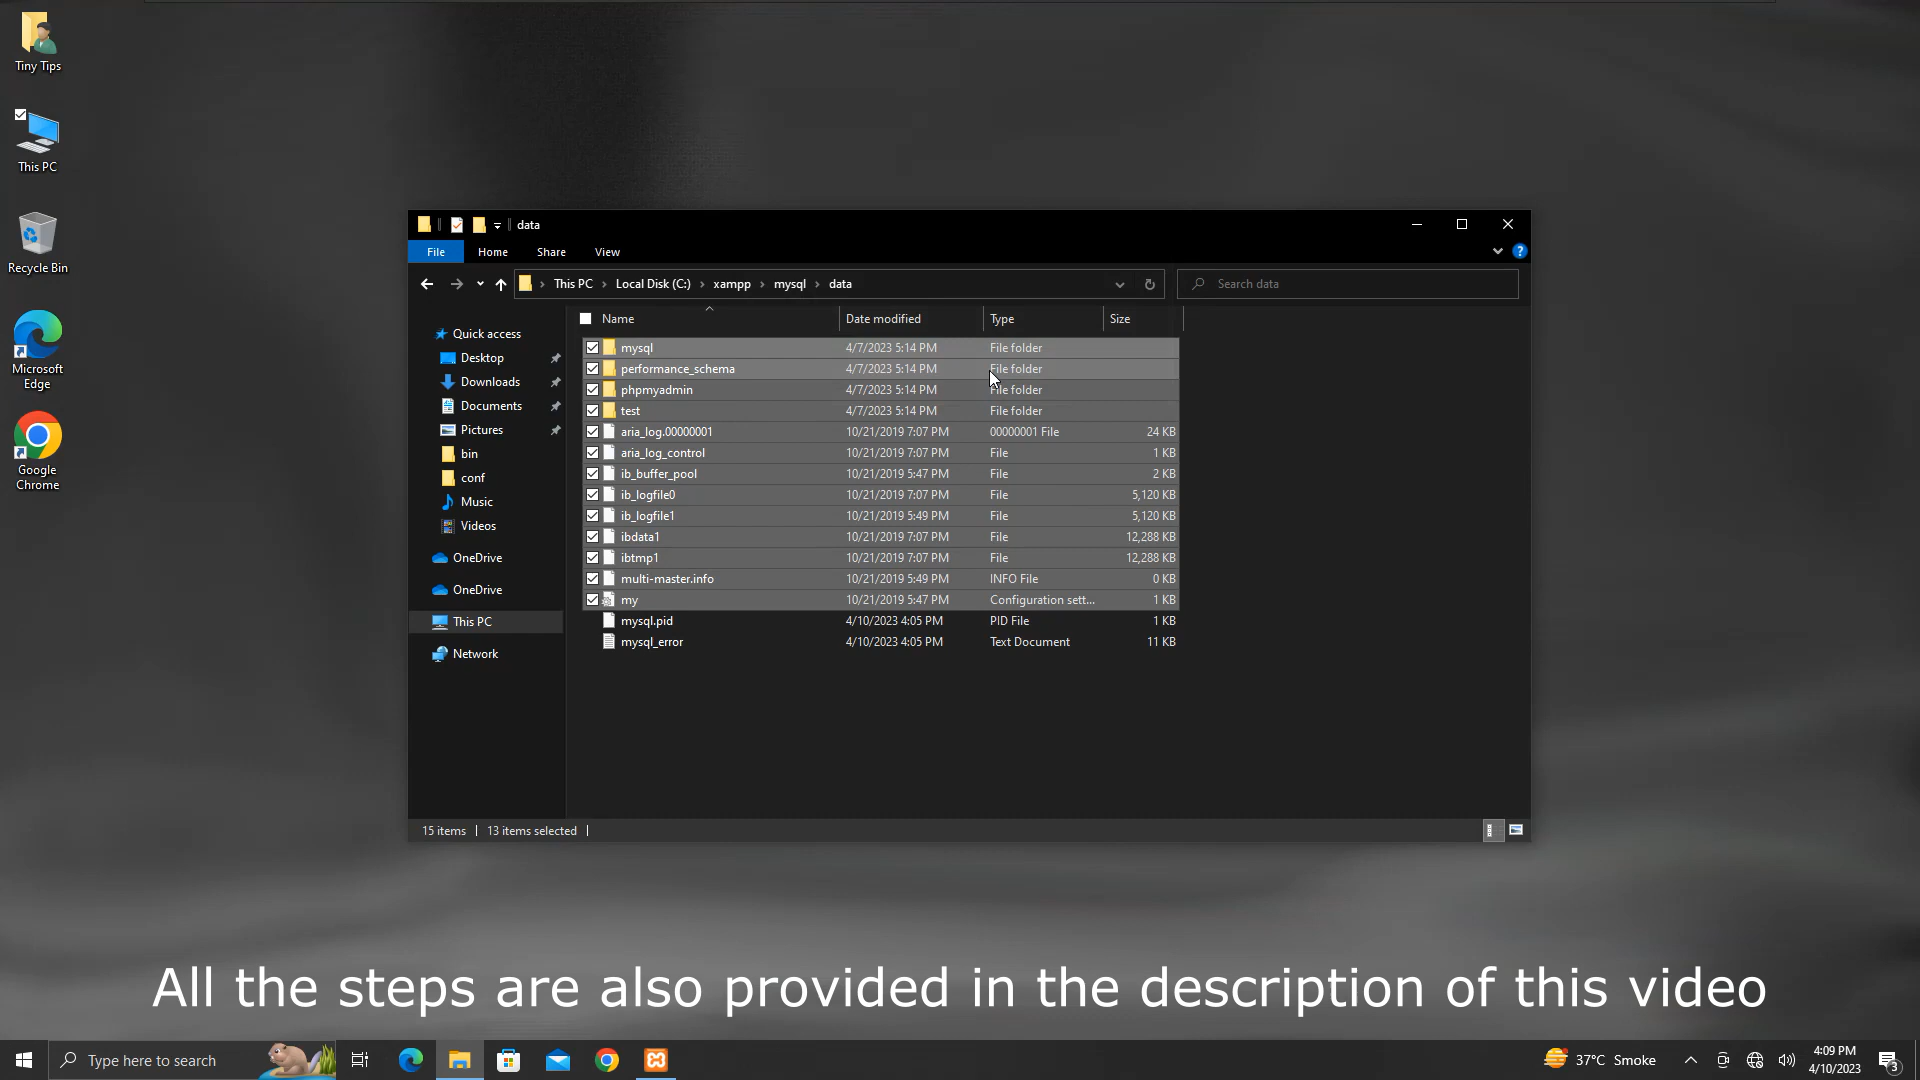 Tiny Tips
This PC
Recycle Bin
Microsoft
Edge
Google
Chrome
data
File Home Share View
This PC Local Disk (C:) xampp mysql data
Search data
Name Date modified Type Size
Quick access
Desktop
Downloads
Documents
Pictures
bin
conf
Music
Videos
OneDrive
OneDrive
This PC
Network
mysql 4/7/2023 5:14 PM File folder
performance_schema 4/7/2023 5:14 PM File folder
phpmyadmin 4/7/2023 5:14 PM File folder
test 4/7/2023 5:14 PM File folder
aria_log.00000001 10/21/2019 7:07 PM 00000001 File 24 KB
aria_log_control 10/21/2019 7:07 PM File 1 KB
ib_buffer_pool 10/21/2019 5:47 PM File 2 KB
ib_logfile0 10/21/2019 7:07 PM File 5,120 KB
ib_logfile1 10/21/2019 5:49 PM File 5,120 KB
ibdata1 10/21/2019 7:07 PM File 12,288 KB
ibtmp1 10/21/2019 7:07 PM File 12,288 KB
multi-master.info 10/21/2019 5:49 PM INFO File 0 KB
my 10/21/2019 5:47 PM Configuration sett... 1 KB
mysql.pid 4/10/2023 4:05 PM PID File 1 KB
mysql_error 4/10/2023 4:05 PM Text Document 11 KB
15 items 13 items selected
All the steps are also provided in the description of this video
Type here to search
37°C Smoke
4:09 PM
4/10/2023
3